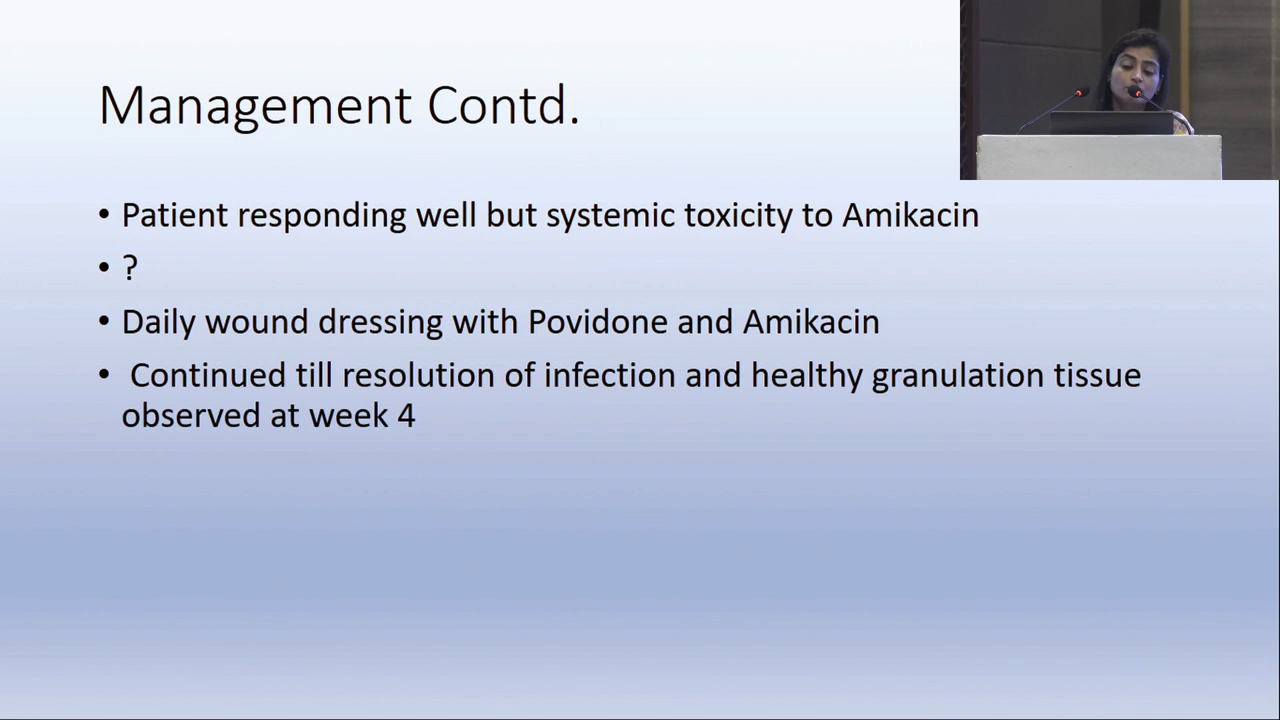 Management Contd.
• Patient responding well but systemic toxicity to Amikacin
• ?
• Daily wound dressing with Povidone and Amikacin
• Continued till resolution of infection and healthy granulation tissue
observed at week 4